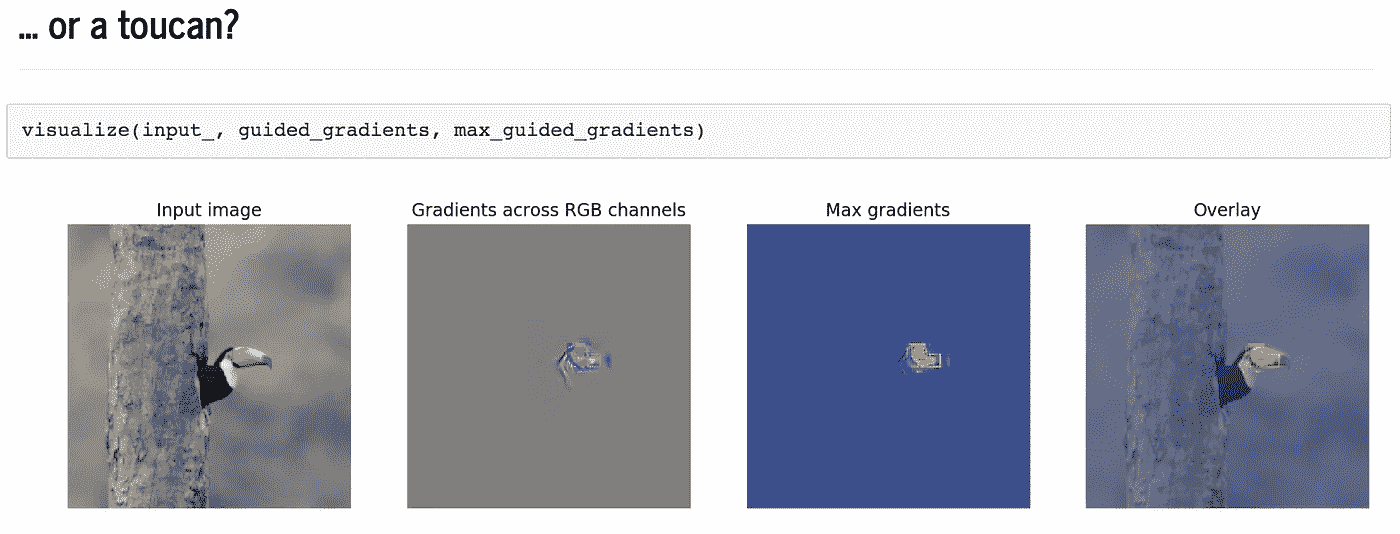 ... or a toucan?
visualize(input_, guided_gradients, max_guided_gradients)
Input image
Gradients across RGB channels
Max gradients
Overlay